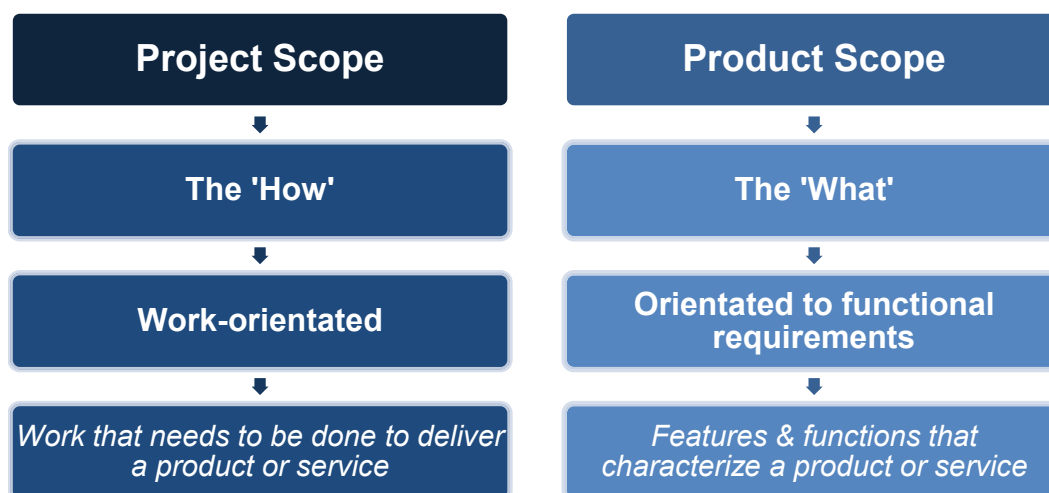 Project Scope
The 'How'
Work-orientated
Work that needs to be done to deliver
a product or service
Product Scope
The 'What'
Orientated to functional
requirements
Features & functions that
characterize a product or service